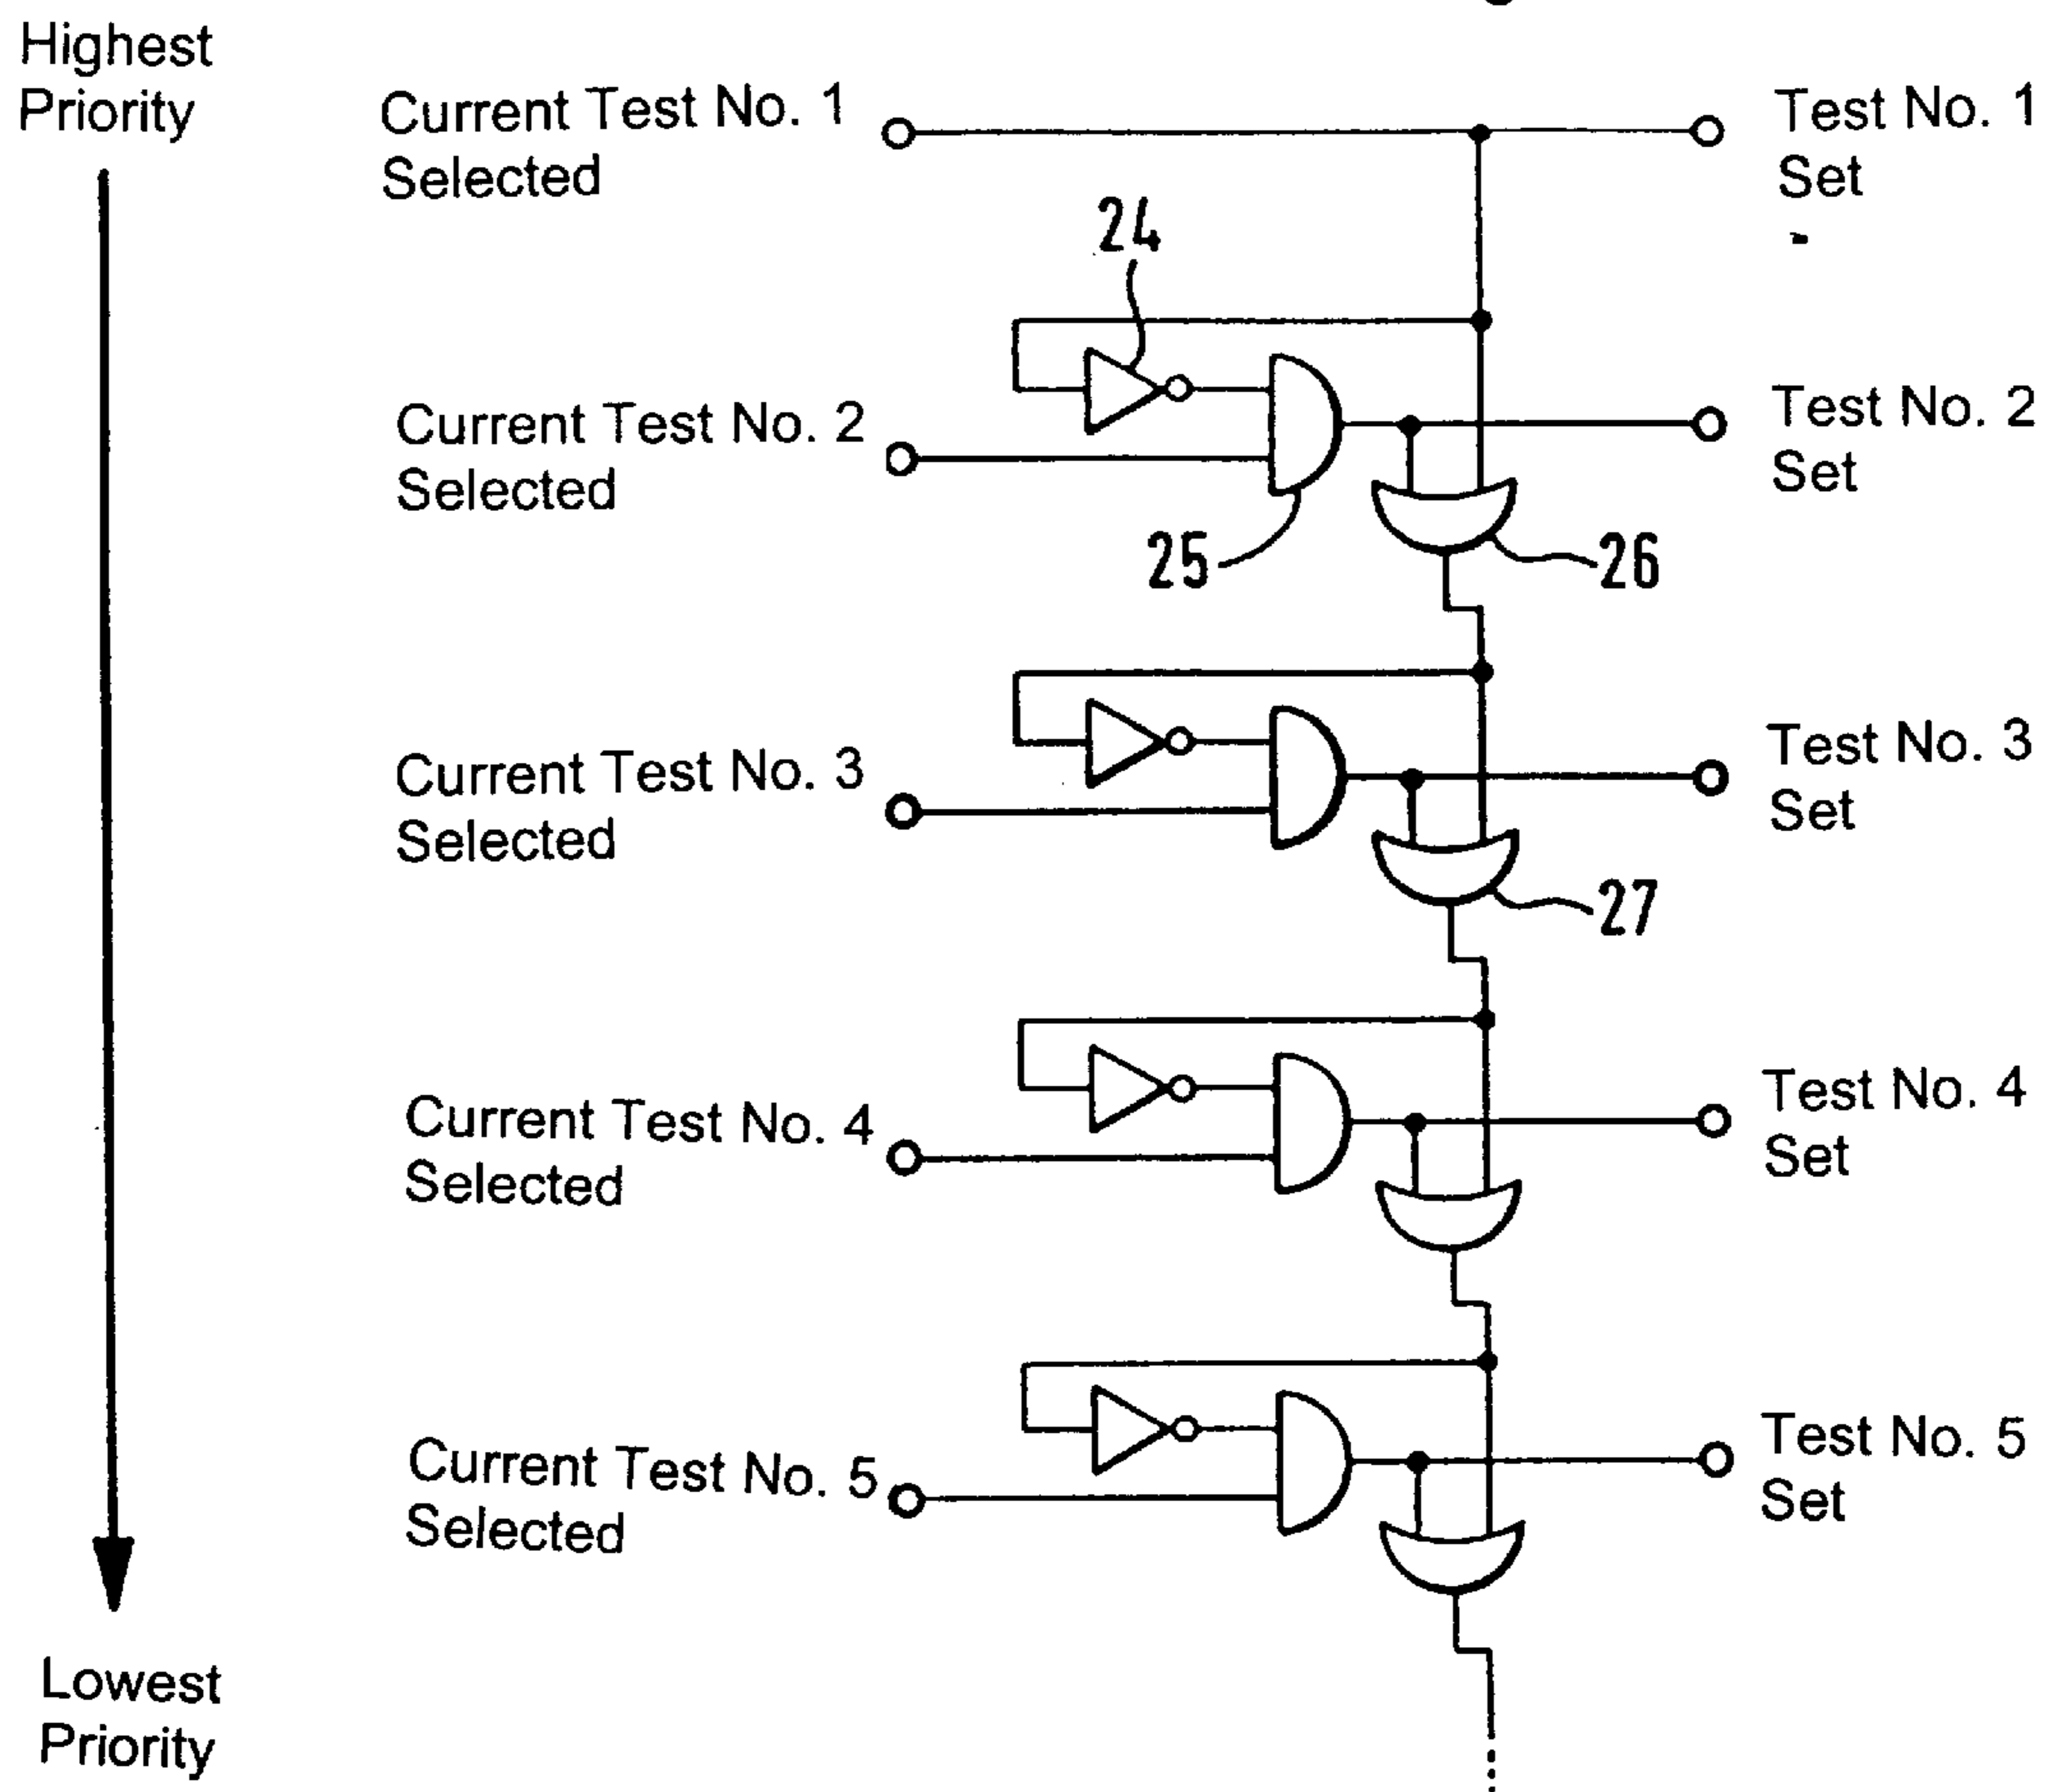 Highest
Priority
Current Test No. 1
Selected
Test No. 1
Set
24
Current Test No. 2
Selected
Test No. 2
Set
25
26
Current Test No. 3
Selected
Test No. 3
Set
27
Current Test No. 4
Selected
Test No. 4
Set
Current Test No. 5
Selected
Test No. 5
Set
Lowest
Priority